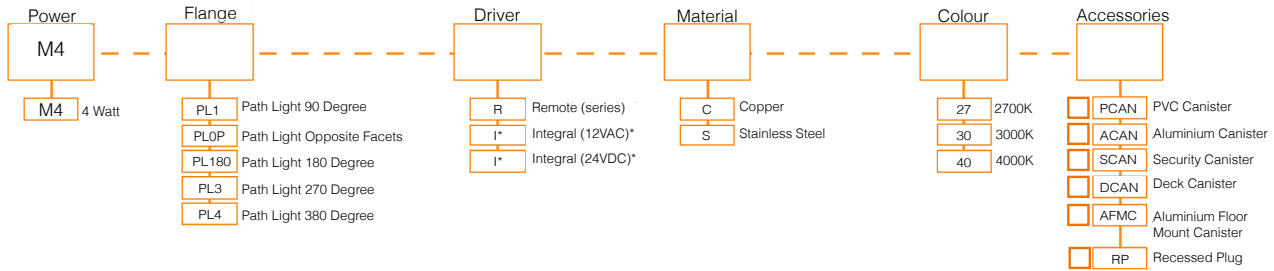 Power
M4
M4 4 Watt
Flange
PL1 Path Light 90 Degree
PL0P Path Light Opposite Facets
PL180 Path Light 180 Degree
PL3 Path Light 270 Degree
PL4 Path Light 380 Degree
Driver
R Remote (series)
I* Integral (12VAC)*
I* Integral (24VDC)*
Material
C Copper
S Stainless Steel
Colour
27 2700K
30 3000K
40 4000K
Accessories
PCAN PVC Canister
ACAN Aluminium Canister
SCAN Security Canister
DCAN Deck Canister
AFMC Aluminium Floor
Mount Canister
RP Recessed Plug